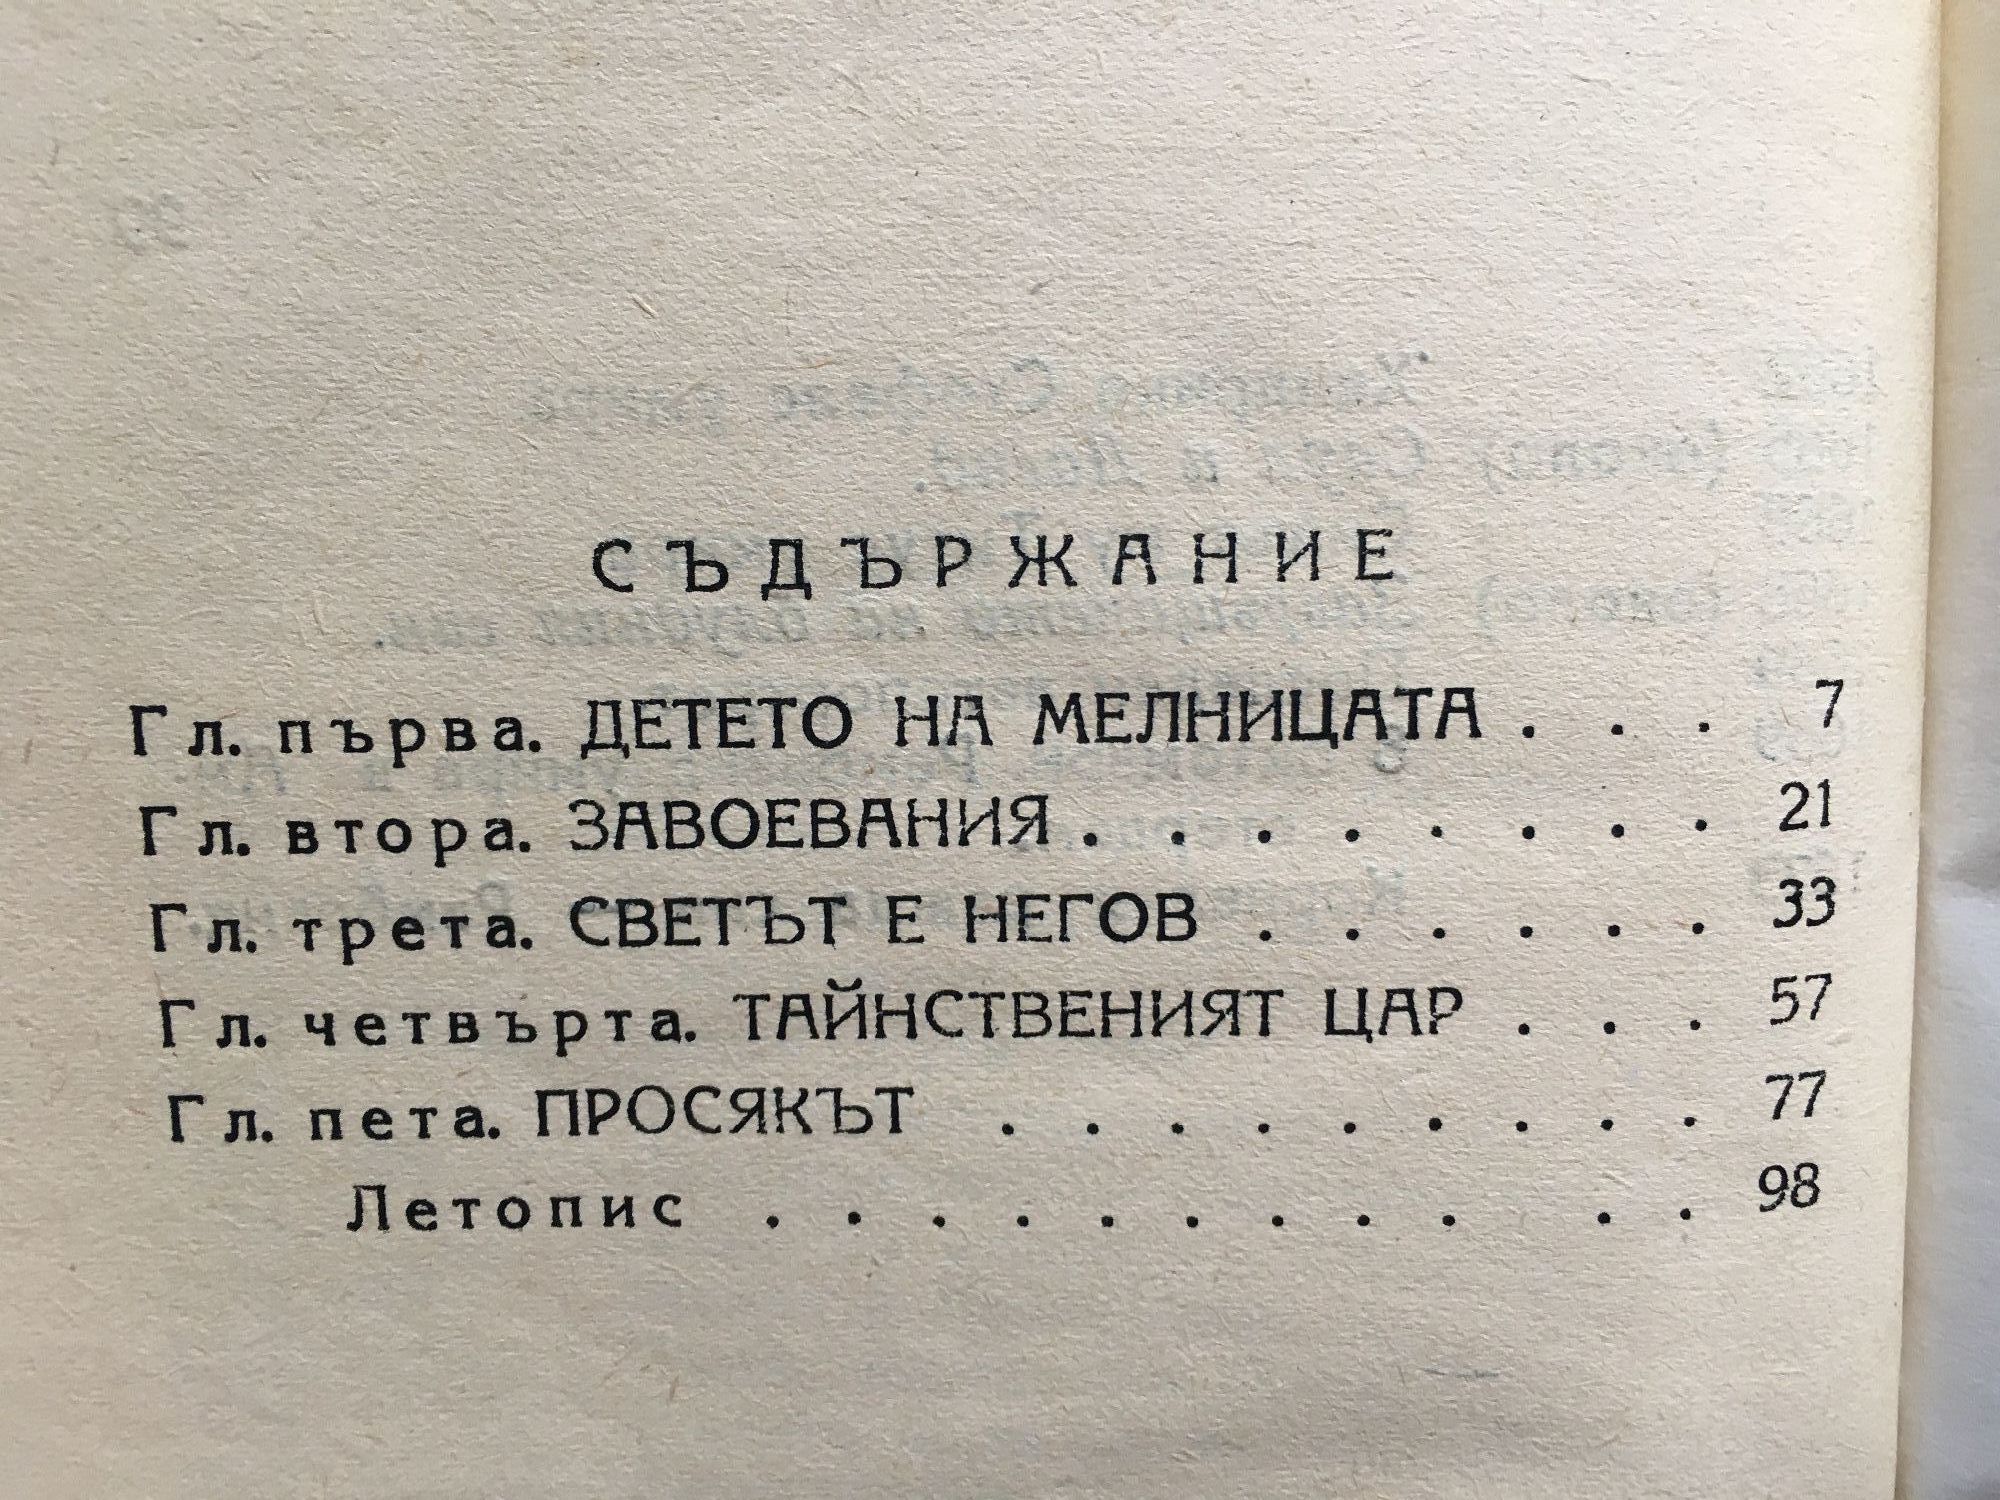 СЪДЪРЖАНИЕ
Гл. първа. ДЕТЕТО НА МЕЛНИЦАТА . . . 7
Гл. втора. ЗАВОЕВАНИЯ . . . . . . . . 21
Гл. трета. СВЕТЪТ Е НЕГОВ . . . . . . 33
Гл. четвърта. ТАЙНСТВЕНИЯТ ЦАР . . . 57
Гл. пета. ПРОСЯКЪТ . . . . . . . . . 77
Летопис . . . . . . . . . . . 98